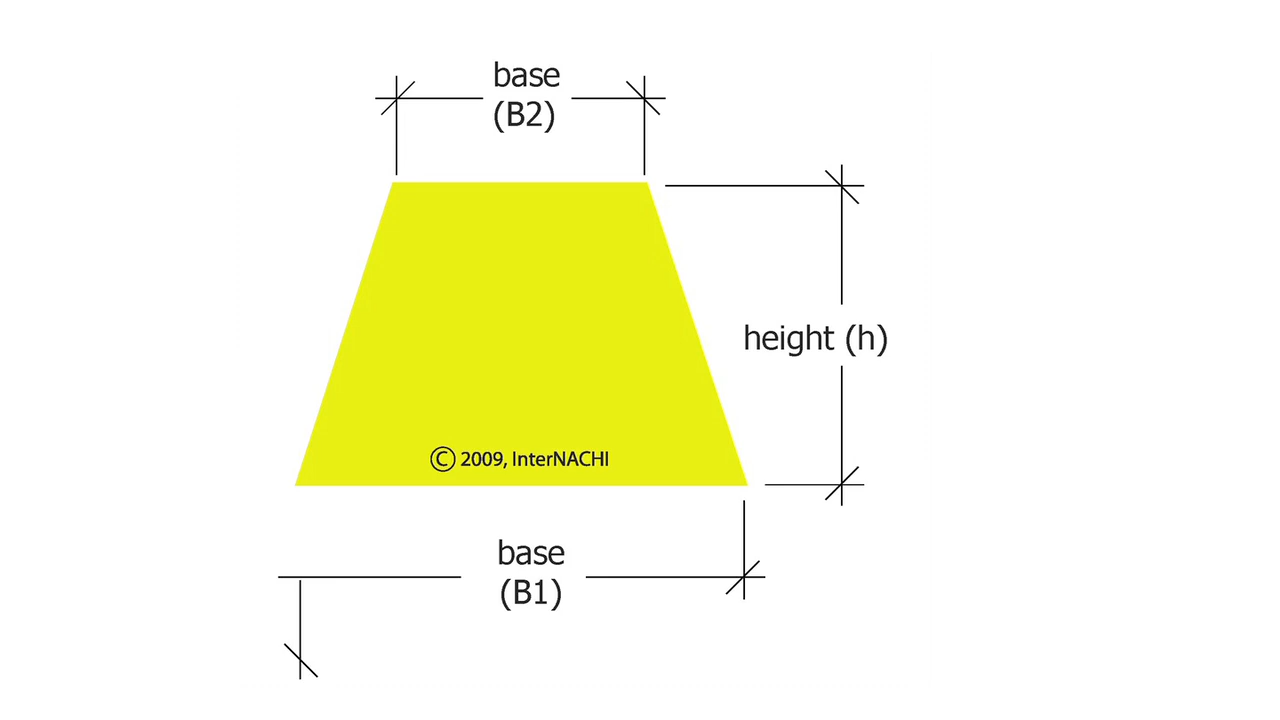 base
(B2)
height (h)
© 2009, InterNACHI
base
(B1)